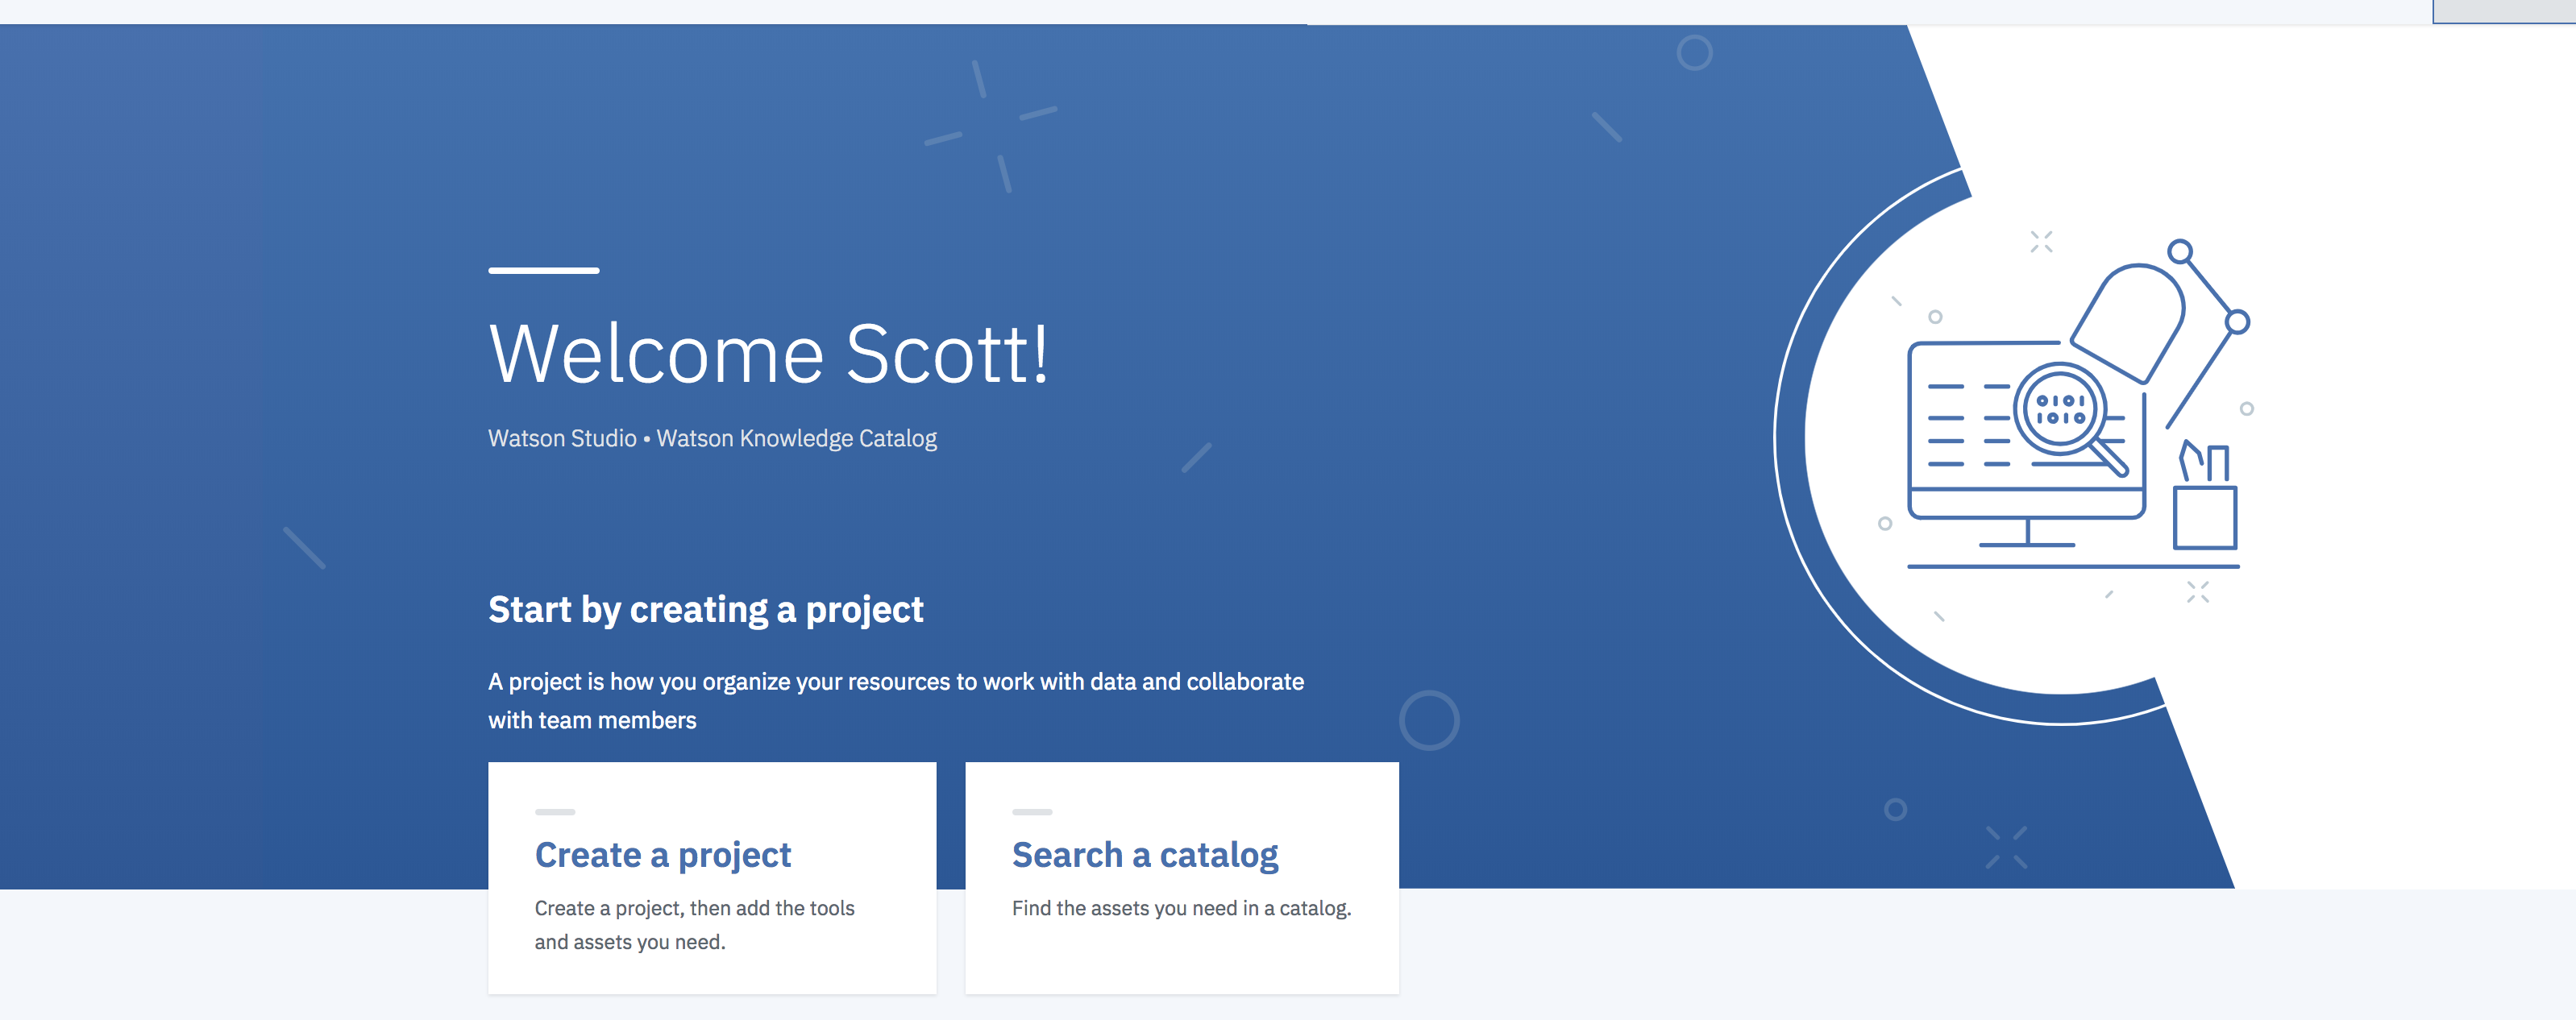 Welcome Scott!
Watson Studio • Watson Knowledge Catalog
Start by creating a project
A project is how you organize your resources to work with data and collaborate
with team members
Create a project
Create a project, then add the tools
and assets you need.
Search a catalog
Find the assets you need in a catalog.